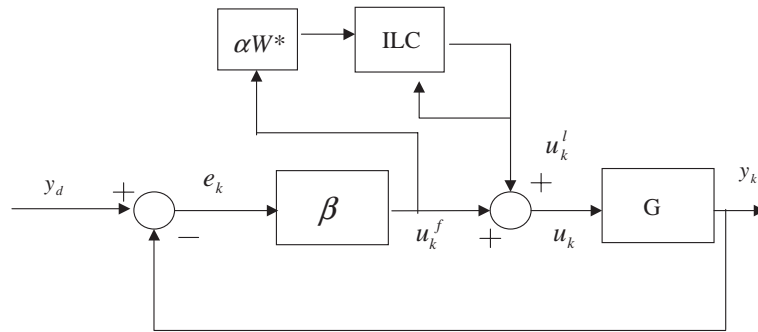 αW*
ILC
u_k^l
y_d
+
e_k
−
β
u_k^f
+
+
u_k
G
y_k